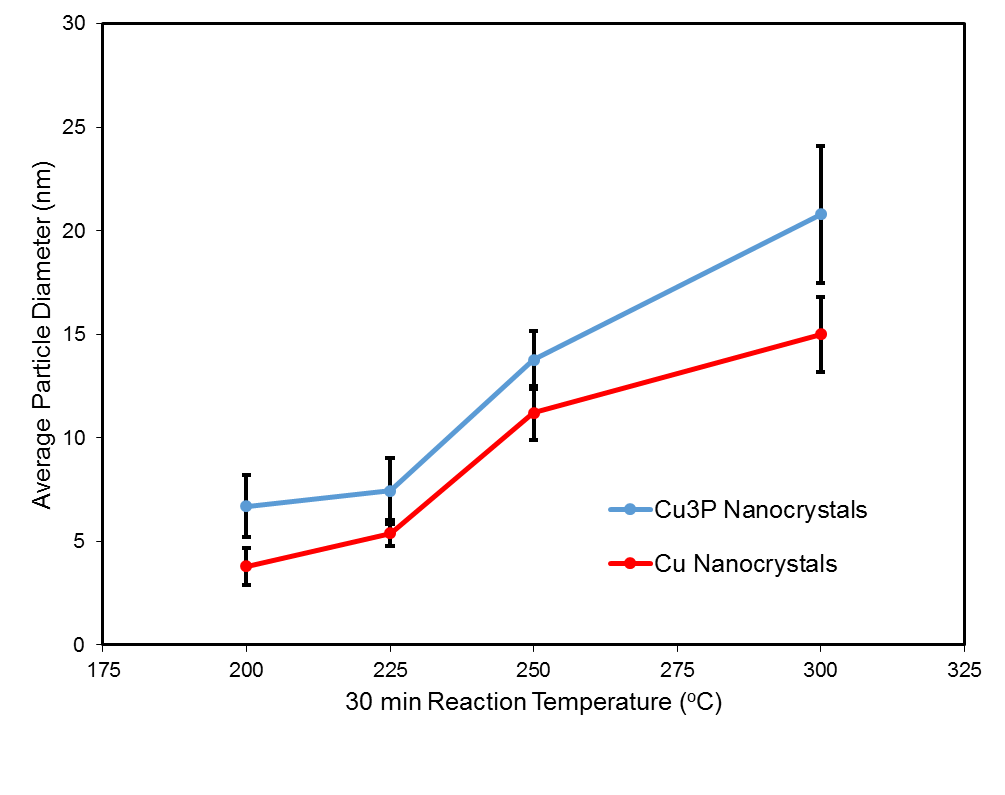 30
25
20
15
10
5
0
Average Particle Diameter (nm)
175 200 225 250 275 300 325
30 min Reaction Temperature (ºC)
Cu3P Nanocrystals
Cu Nanocrystals